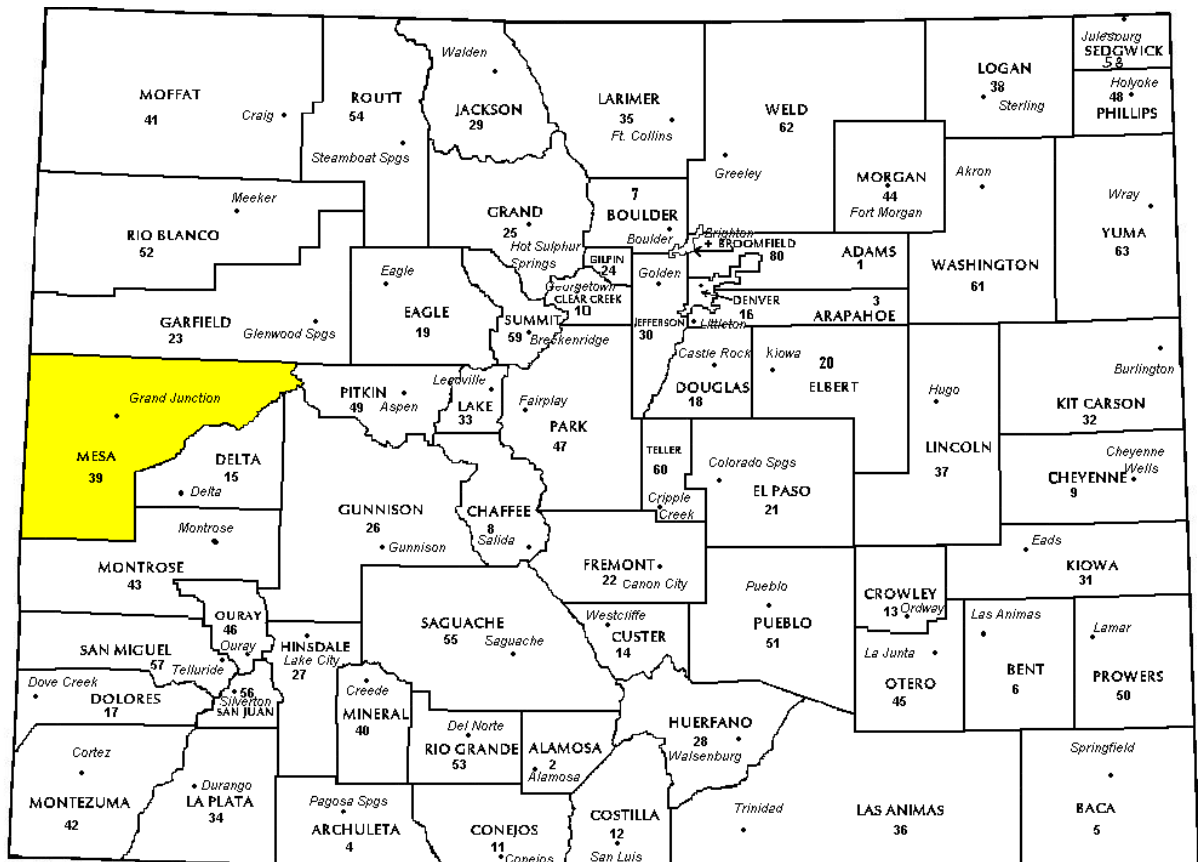 Julesburg
SEDGWICK
58
Walden
LOGAN
38
Holyoke
48
PHILLIPS
Sterling
MOFFAT
41
Craig
ROUTT
54
JACKSON
29
LARIMER
35
Ft. Collins
WELD
62
Steamboat Spgs
Greeley
MORGAN
44
Fort Morgan
Akron
Wray
YUMA
63
Meeker
RIO BLANCO
52
GRAND
25
Hot Sulphur
Springs
7
BOULDER
Boulder
Brighton
+ BROOMFIELD
80
ADAMS
1
WASHINGTON
61
Eagle
EAGLE
19
GILPIN
24
Georgetown
CLEAR CREEK
10
Golden
JEFFERSON
30
DENVER
16
3
ARAPAHOE
Littleton
GARFIELD
23
Glenwood Spgs
SUMMIT
59
Breckenridge
Castle Rock
DOUGLAS
18
kiowa
20
ELBERT
Burlington
KIT CARSON
32
Grand Junction
MESA
39
PITKIN
49
Aspen
Leadville
LAKE
33
Fairplay
PARK
47
Hugo
LINCOLN
37
DELTA
15
Delta
TELLER
60
Cripple
Creek
Colorado Spgs
EL PASO
21
Cheyenne
Wells
CHEYENNE
9
GUNNISON
26
Gunnison
CHAFFEE
8
Salida
Montrose
MONTROSE
43
FREMONT
22
Canon City
Pueblo
PUEBLO
51
Eads
KIOWA
31
CROWLEY
13
Ordway
OURAY
46
Ouray
SAGUACHE
55
Saguache
Westcliffe
CUSTER
14
Las Animas
BENT
6
Lamar
PROWERS
50
SAN MIGUEL
57
Telluride
HINSDALE
Lake City
27
La Junta
OTERO
45
Dove Creek
DOLORES
17
56
Silverton
SAN JUAN
Creede
MINERAL
40
Del Norte
RIO GRANDE
53
ALAMOSA
2
Alamosa
HUERFANO
28
Walsenburg
Cortez
MONTEZUMA
42
Durango
LA PLATA
34
Pagosa Spgs
ARCHULETA
4
CONEJOS
11
Conejos
COSTILLA
12
San Luis
Trinidad
LAS ANIMAS
36
Springfield
BACA
5